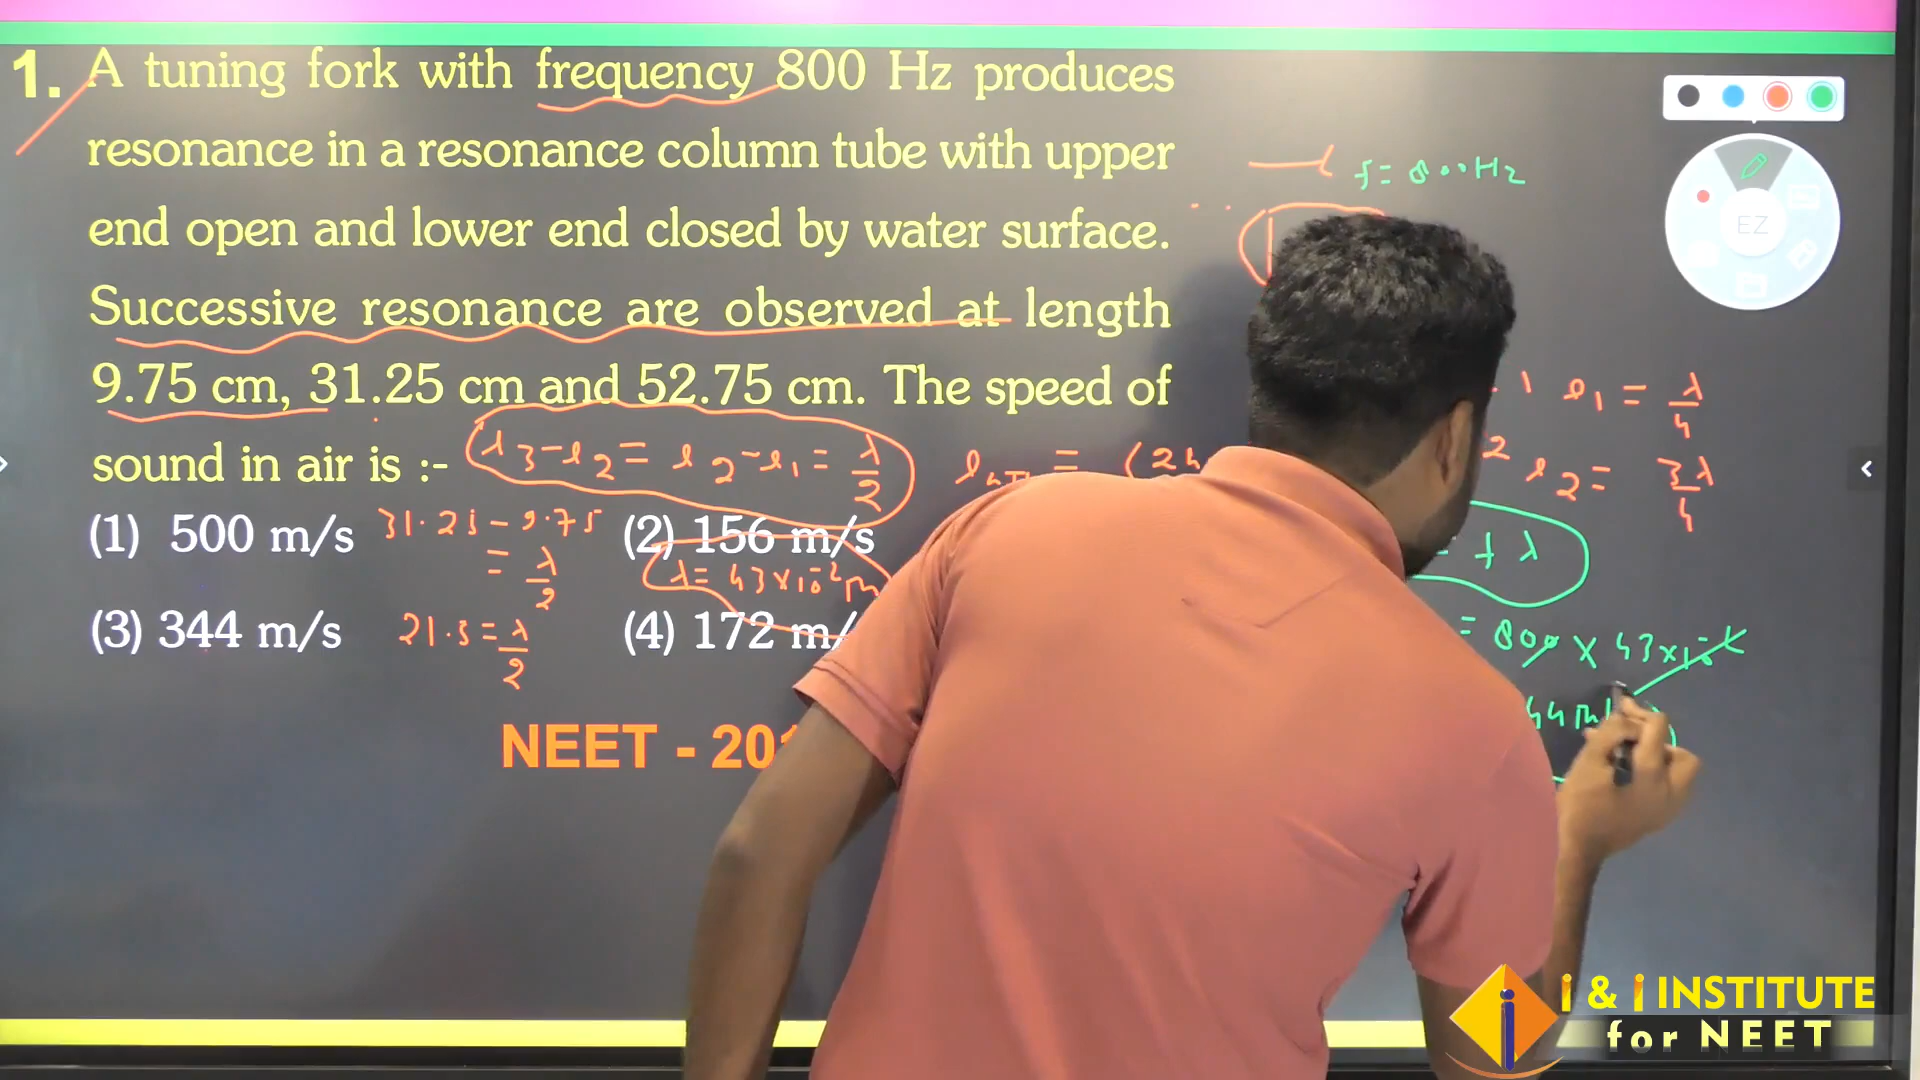 1. A tuning fork with frequency 800 Hz produces
resonance in a resonance column tube with upper
end open and lower end closed by water surface.
Successive resonance are observed at length
9.75 cm, 31.25 cm and 52.75 cm. The speed of
sound in air is :-
(1) 500 m/s
(2) 156 m/s
(3) 344 m/s
(4) 172 m/
NEET - 20
l3 - l2 = l2 - l1 = λ/2
31.25 - 9.75
= λ/2
21.5 = λ/2
λ = 43 × 10^-2 m
f = 800 Hz
1 l1 = λ/4
2 l2 = 3λ/4
= f λ
= 800 × 43 × 10^-2
44 m
EZ
i & i INSTITUTE
for NEET